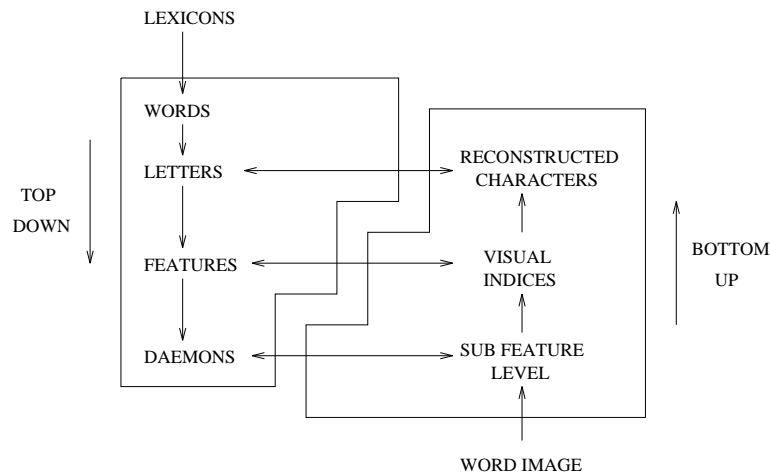 LEXICONS
WORDS
LETTERS
FEATURES
DAEMONS
TOP
DOWN
RECONSTRUCTED
CHARACTERS
VISUAL
INDICES
SUB FEATURE
LEVEL
WORD IMAGE
BOTTOM
UP